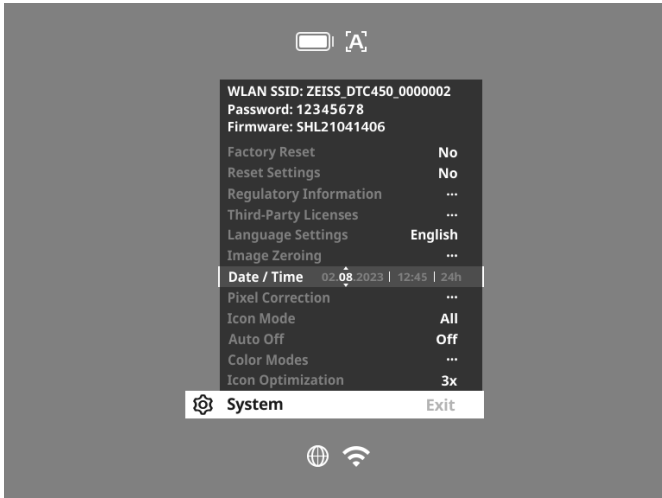 [A]
WLAN SSID: ZEISS_DTC450_0000002
Password: 12345678
Firmware: SHL21041406
Factory Reset No
Reset Settings No
Regulatory Information ...
Third-Party Licenses ...
Language Settings English
Image Zeroing ...
Date / Time 02.08.2023 | 12:45 | 24h
Pixel Correction ...
Icon Mode All
Auto Off Off
Color Modes ...
Icon Optimization 3x
System Exit